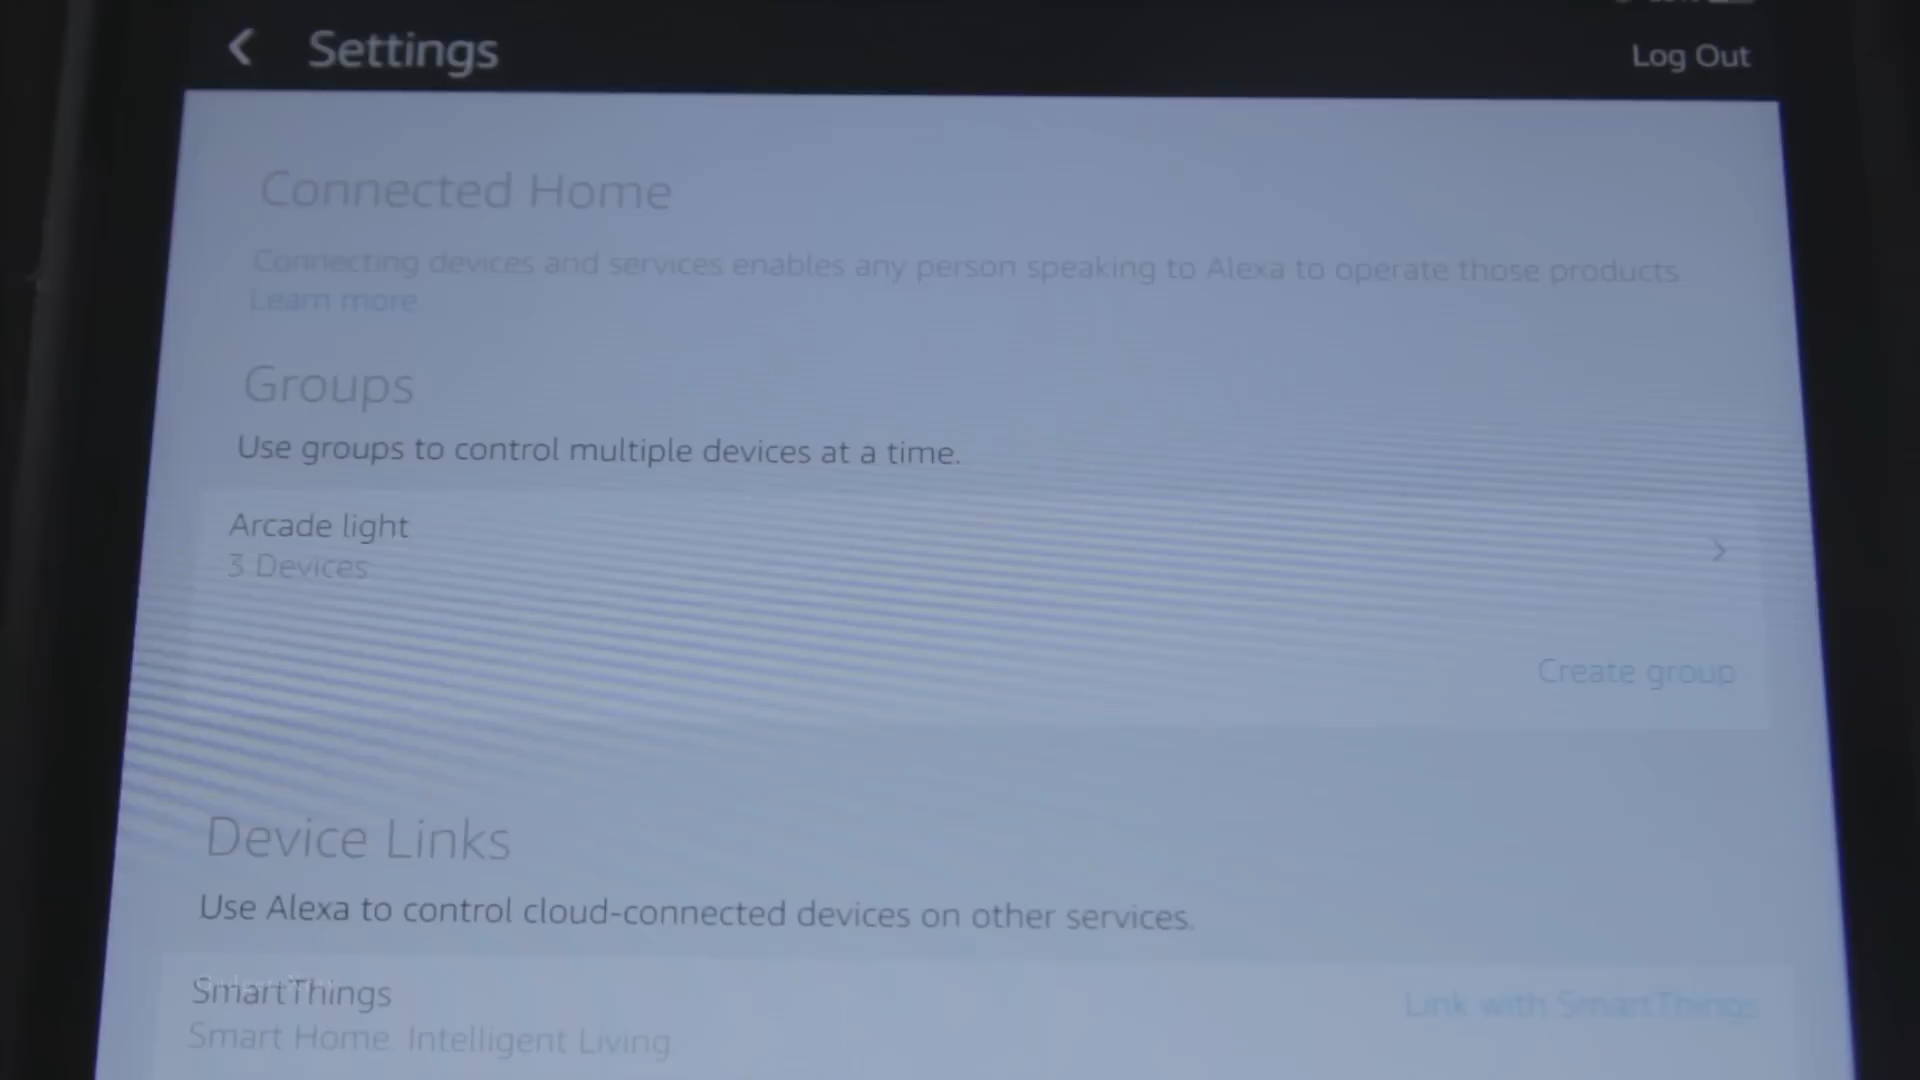 Settings
Log Out
Connected Home
Connecting devices and services enables any person speaking to Alexa to operate those products.
Learn more.
Groups
Use groups to control multiple devices at a time.
Arcade light
3 Devices
Create group
Device Links
Use Alexa to control cloud-connected devices on other services.
SmartThings
Link with SmartThings
Smart Home. Intelligent Living.